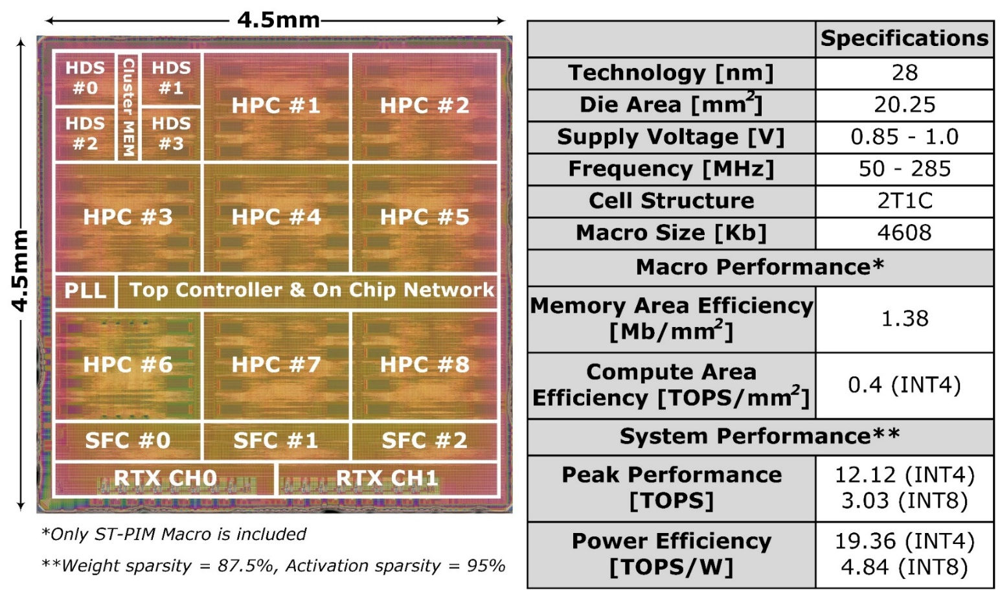 4.5mm
4.5mm
HDS
#0
Cluster MEM
HDS
#1
HPC #1
HPC #2
HDS
#2
HDS
#3
HPC #3
HPC #4
HPC #5
PLL
Top Controller & On Chip Network
HPC #6
HPC #7
HPC #8
SFC #0
SFC #1
SFC #2
RTX CH0
RTX CH1
*Only ST-PIM Macro is included
**Weight sparsity = 87.5%, Activation sparsity = 95%
Specifications
Technology [nm] 28
Die Area [mm²] 20.25
Supply Voltage [V] 0.85 - 1.0
Frequency [MHz] 50 - 285
Cell Structure 2T1C
Macro Size [Kb] 4608
Macro Performance*
Memory Area Efficiency
[Mb/mm²]
1.38
Compute Area
Efficiency [TOPS/mm²]
0.4 (INT4)
System Performance**
Peak Performance
[TOPS]
12.12 (INT4)
3.03 (INT8)
Power Efficiency
[TOPS/W]
19.36 (INT4)
4.84 (INT8)